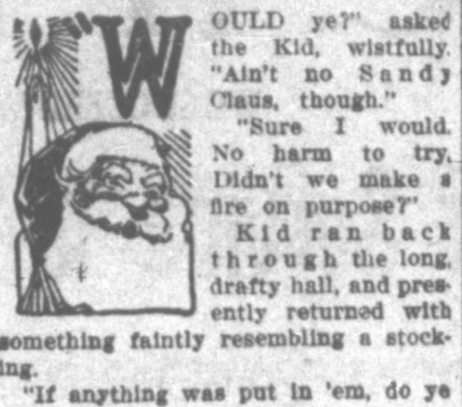 WOULD ye?" asked
the Kid, wistfully.
"Ain't no Sandy
Claus, though."
"Sure I would.
No harm to try.
Didn't we make a
fire on purpose?"
Kid ran back
through the long,
drafty hall, and pres-
ently returned with
something faintly resembling a stock-
ing.
"If anything was put in 'em, do ye